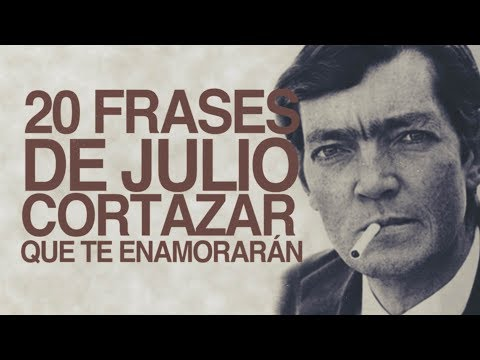 20 FRASES
DE JULIO
CORTAZAR
QUE TE ENAMORARÁN